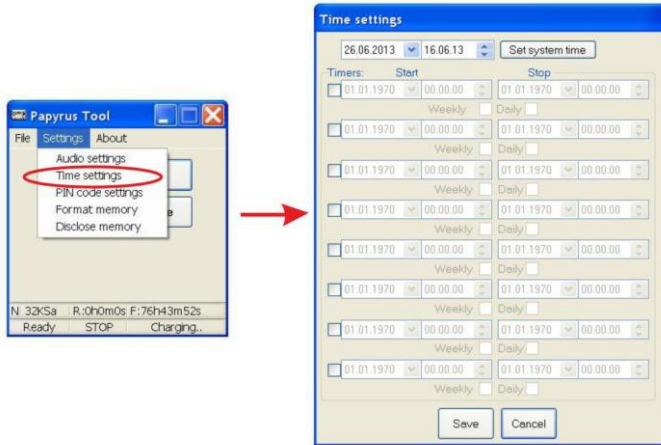 Papyrus Tool
File Settings About
Audio settings
Time settings
PIN code settings
Format memory
Disclose memory
N 32KSa R:0h0m0s F:76h43m52s
Ready STOP Charging..
Time settings
26.06.2013 16.06.13 Set system time
Timers: Start Stop
01.01.1970 00.00.00 01.01.1970 00.00.00
Weekly Daily
01.01.1970 00.00.00 01.01.1970 00.00.00
Weekly Daily
01.01.1970 00.00.00 01.01.1970 00.00.00
Weekly Daily
01.01.1970 00.00.00 01.01.1970 00.00.00
Weekly Daily
01.01.1970 00.00.00 01.01.1970 00.00.00
Weekly Daily
01.01.1970 00.00.00 01.01.1970 00.00.00
Weekly Daily
01.01.1970 00.00.00 01.01.1970 00.00.00
Weekly Daily
01.01.1970 00.00.00 01.01.1970 00.00.00
Weekly Daily
Save Cancel